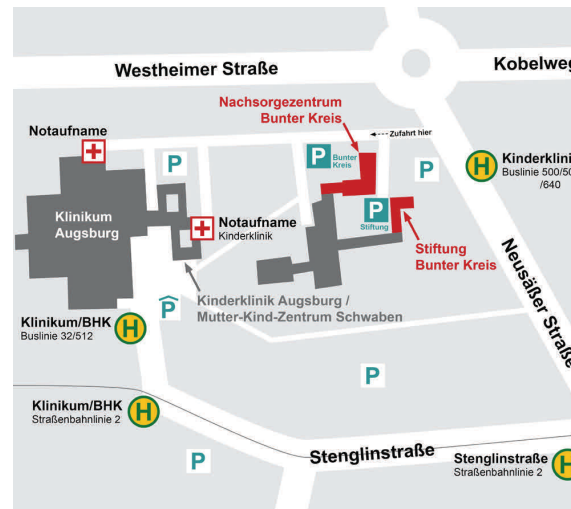 Westheimer Straße
Kobelweg
Nachsorgezentrum
Bunter Kreis
Notaufname
Zufahrt hier
P
P
Bunter
Kreis
P
H
Kinderklini
Buslinie 500/50
/640
Klinikum
Augsburg
Notaufname
Kinderklinik
P
Stiftung
Stiftung
Bunter Kreis
Neusäßer Straße
Kinderklinik Augsburg /
Mutter-Kind-Zentrum Schwaben
P
Klinikum/BHK
Buslinie 32/512
H
P
Klinikum/BHK
Straßenbahnlinie 2
H
P
Stenglinstraße
Stenglinstraße
Straßenbahnlinie 2
H